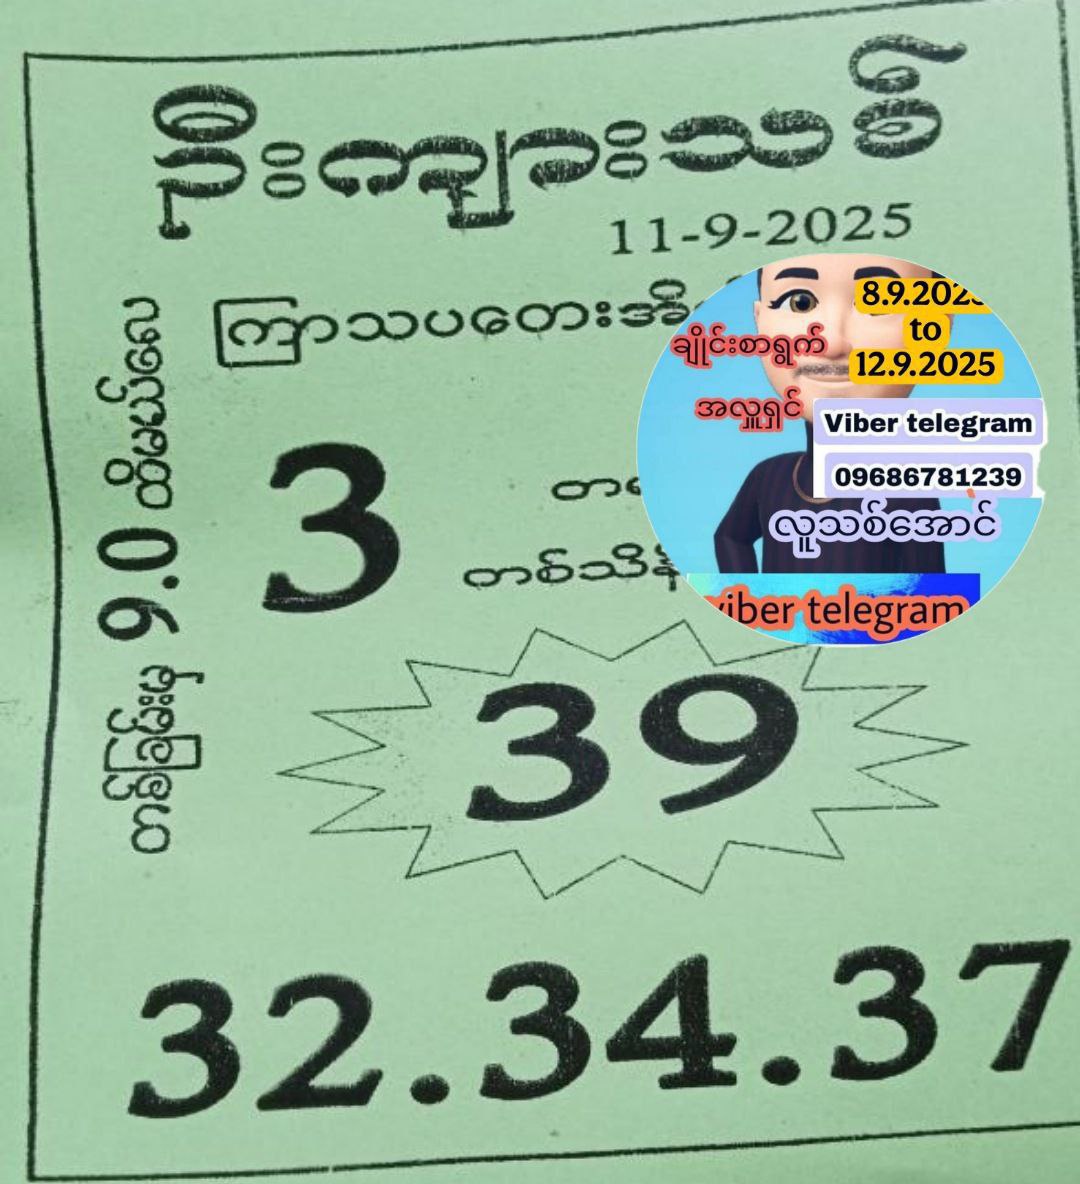 ဦးကျားသစ်
11-9-2025
ကြာသပတေး
3
တစ်သိန်း
39
32.34.37
တစ်ခြမ်းမှ 9.0 ထိမယ်လေ
8.9.2025
to
12.9.2025
ချိုင်းစာရွက်
အလှူရှင်
Viber telegram
09686781239
လူသစ်အောင်
viber telegram